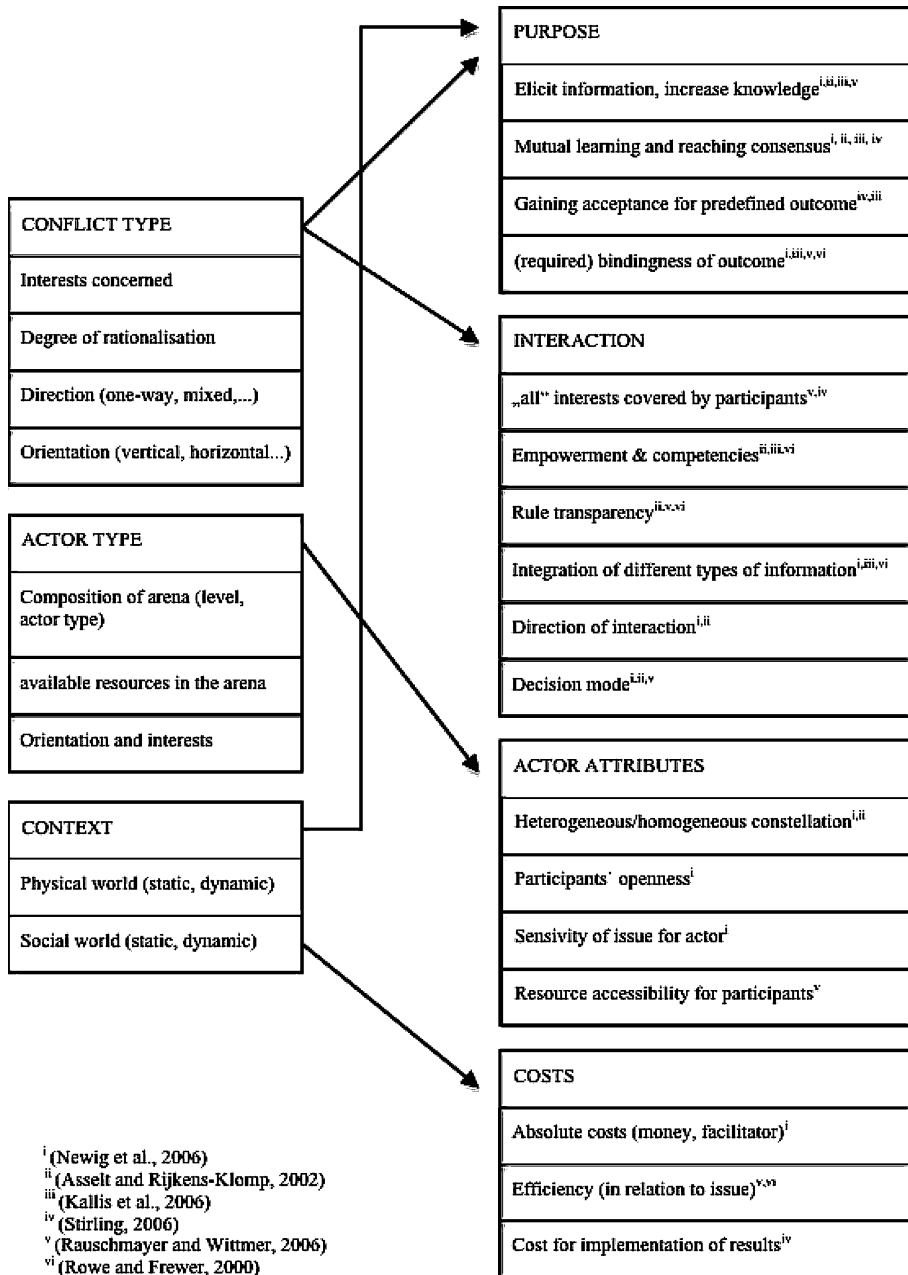 CONFLICT TYPE
Interests concerned
Degree of rationalisation
Direction (one-way, mixed,...)
Orientation (vertical, horizontal...)
ACTOR TYPE
Composition of arena (level,
actor type)
available resources in the arena
Orientation and interests
CONTEXT
Physical world (static, dynamic)
Social world (static, dynamic)
PURPOSE
Elicit information, increase knowledge i,ii,iii,v
Mutual learning and reaching consensus i, ii, iii, iv
Gaining acceptance for predefined outcome iv,iii
(required) bindingness of outcome i,iii,v,vi
INTERACTION
„all“ interests covered by participants v,iv
Empowerment & competencies ii,iii,vi
Rule transparency ii,v,vi
Integration of different types of information i,iii,vi
Direction of interaction i,ii
Decision mode i,ii,v
ACTOR ATTRIBUTES
Heterogeneous/homogeneous constellation i,ii
Participants´ openness i
Sensivity of issue for actor i
Resource accessibility for participants v
COSTS
Absolute costs (money, facilitator) i
Efficiency (in relation to issue) v,vi
Cost for implementation of results iv
i (Newig et al., 2006)
ii (Asselt and Rijkens-Klomp, 2002)
iii (Kallis et al., 2006)
iv (Stirling, 2006)
v (Rauschmayer and Wittmer, 2006)
vi (Rowe and Frewer, 2000)